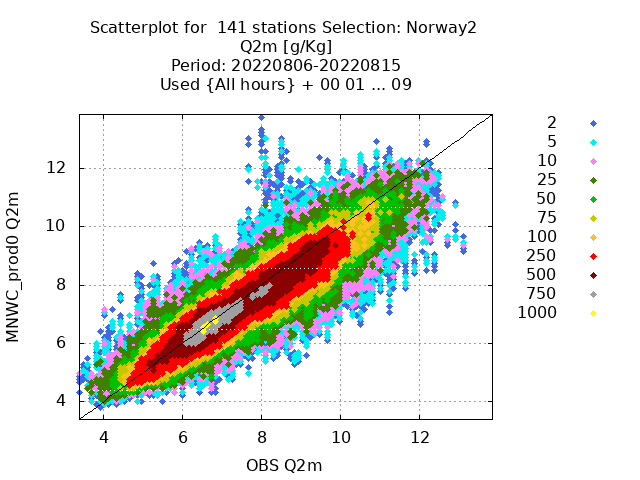 Scatterplot for  141 stations Selection: Norway2
Q2m [g/Kg]
Period: 20220806-20220815
Used {All hours} + 00 01 ... 09
MNWC_prod0 Q2m
12
10
8
6
4
4 6 8 10 12
OBS Q2m
2
5
10
25
50
75
100
250
500
750
1000